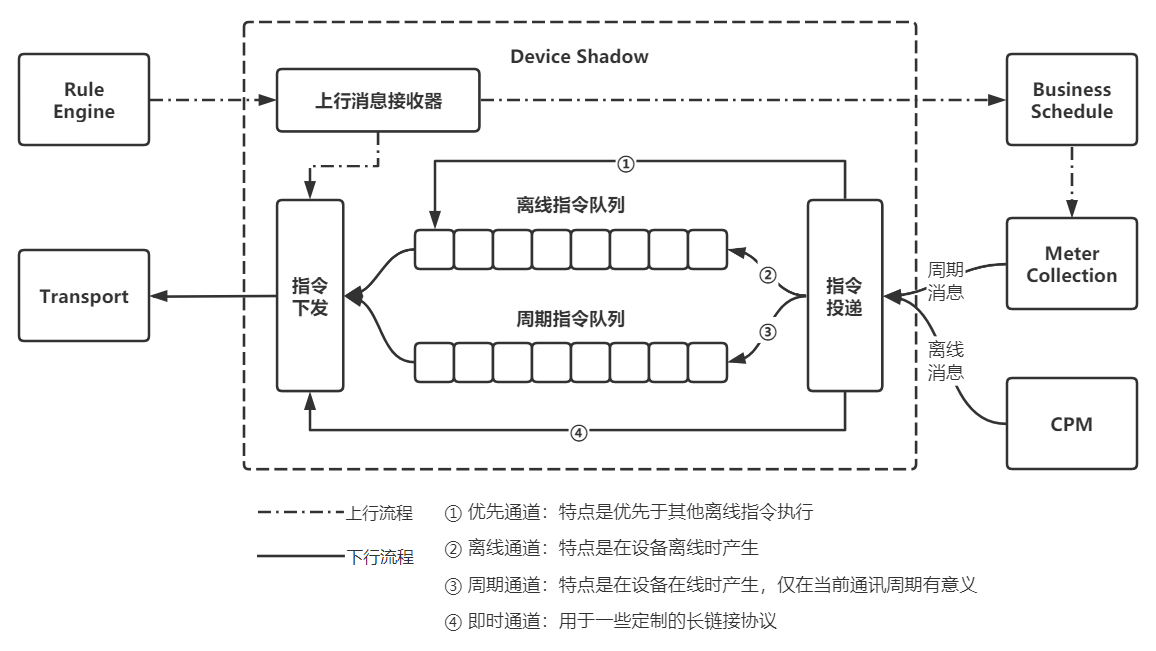 Device Shadow
Rule
Engine
上行消息接收器
Business
Schedule
①
离线指令队列
Transport
指令
下发
②
指令
投递
周期
消息
Meter
Collection
周期指令队列
③
离线
消息
CPM
④
上行流程
下行流程
① 优先通道：特点是优先于其他离线指令执行
② 离线通道：特点是在设备离线时产生
③ 周期通道：特点是在设备在线时产生，仅在当前通讯周期有意义
④ 即时通道：用于一些定制的长链接协议